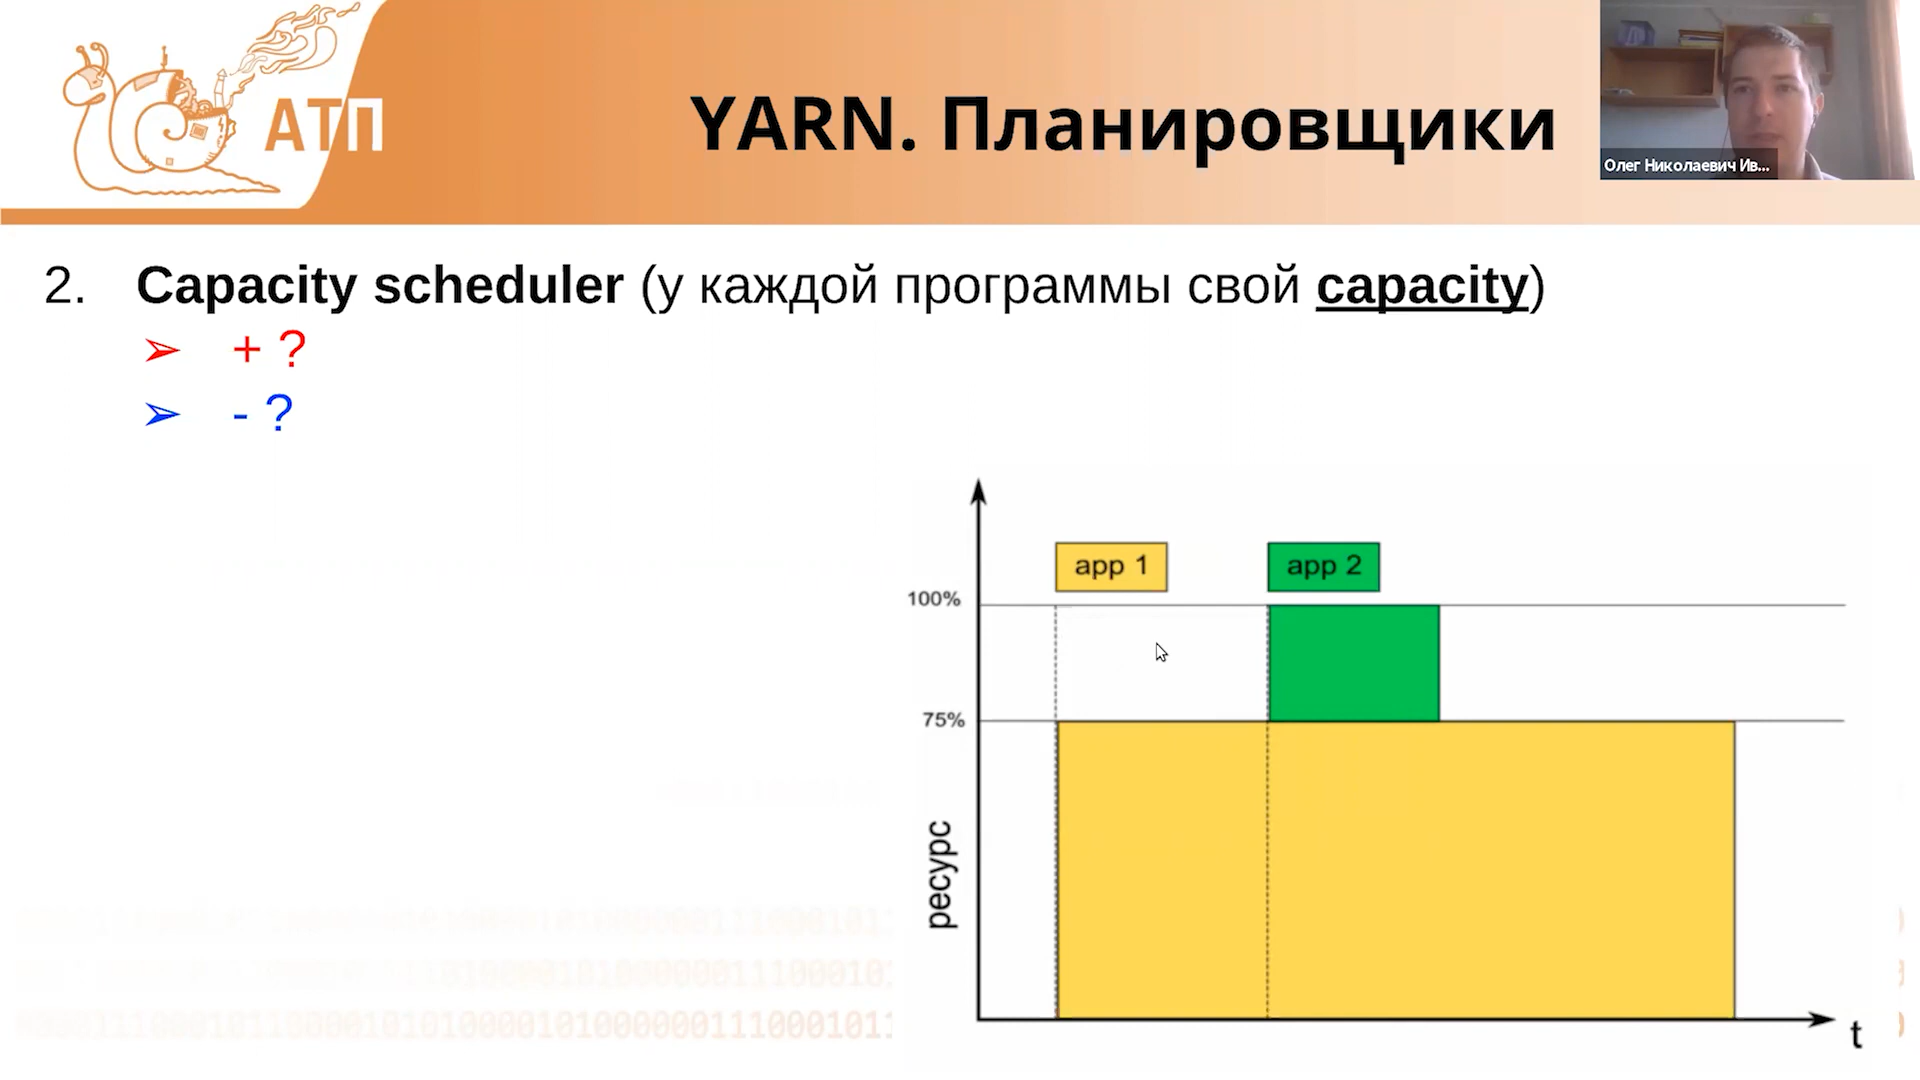 АТП
YARN. Планировщики
Олег Николаевич Ив...
2. Capacity scheduler (у каждой программы свой capacity)
➢ + ?
➢ - ?
app 1
app 2
100%
75%
ресурс
t